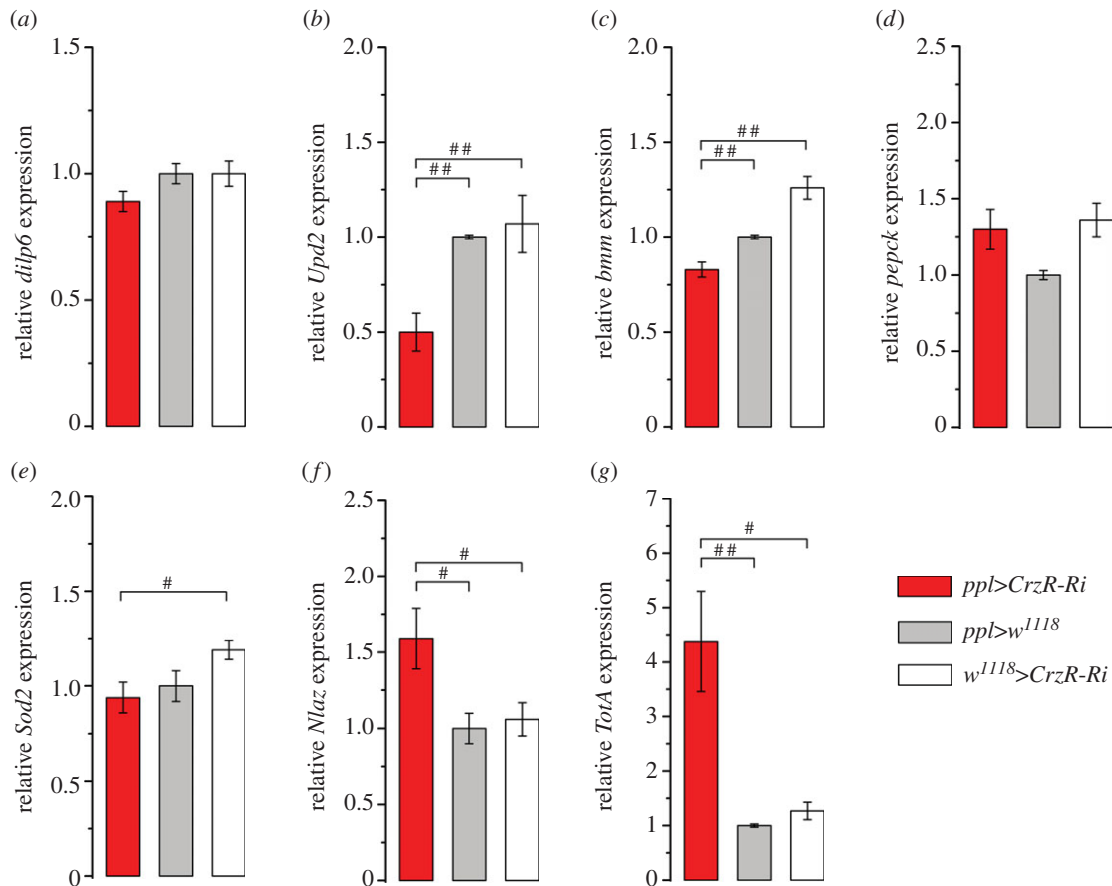 (a)
1.5
1.0
0.5
0
relative dilp6 expression
(b)
2.0
1.5
1.0
0.5
0
relative Upd2 expression
##
##
(c)
2.0
1.5
1.0
0.5
0
relative bmm expression
##
##
(d)
2.5
2.0
1.5
1.0
0.5
0
relative pepck expression
(e)
2.0
1.5
1.0
0.5
0
relative Sod2 expression
#
(f)
2.5
2.0
1.5
1.0
0.5
0
relative Nlaz expression
#
#
(g)
7
6
5
4
3
2
1
0
relative TotA expression
#
##
ppl>CrzR-Ri
ppl>w1118
w1118>CrzR-Ri